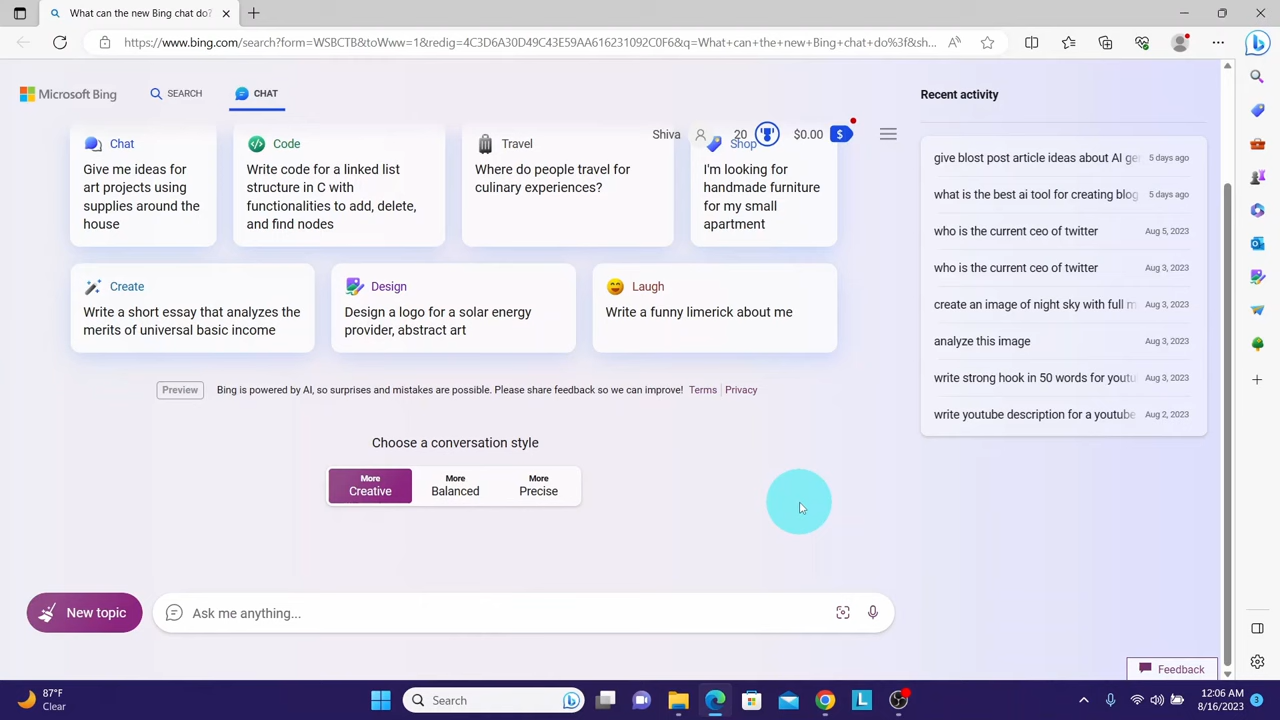 What can the new Bing chat do?
https://www.bing.com/search?form=WSBCTB&toWww=1&redig=4C3D6A30D49C43E59AA616231092C0F6&q=What+can+the+new+Bing+chat+do%3f&sh...
Microsoft Bing
SEARCH
CHAT
Shiva
20
$0.00
Chat
Give me ideas for
art projects using
supplies around the
house
Code
Write code for a linked list
structure in C with
functionalities to add, delete,
and find nodes
Travel
Where do people travel for
culinary experiences?
Shop
I'm looking for
handmade furniture
for my small
apartment
Create
Write a short essay that analyzes the
merits of universal basic income
Design
Design a logo for a solar energy
provider, abstract art
Laugh
Write a funny limerick about me
Preview
Bing is powered by AI, so surprises and mistakes are possible. Please share feedback so we can improve! Terms | Privacy
Choose a conversation style
More Creative
More Balanced
More Precise
New topic
Ask me anything...
Recent activity
give blost post article ideas about AI ge 5 days ago
what is the best ai tool for creating blog 5 days ago
who is the current ceo of twitter Aug 5, 2023
who is the current ceo of twitter Aug 3, 2023
create an image of night sky with full m Aug 3, 2023
analyze this image Aug 3, 2023
write strong hook in 50 words for youtu Aug 3, 2023
write youtube description for a youtube Aug 2, 2023
Feedback
87°F
Clear
Search
12:06 AM
8/16/2023
3